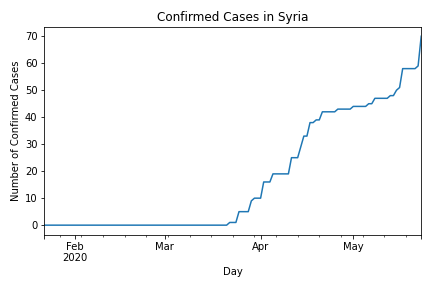 Confirmed Cases in Syria
Number of Confirmed Cases
70
60
50
40
30
20
10
0
Feb
2020
Mar
Apr
May
Day